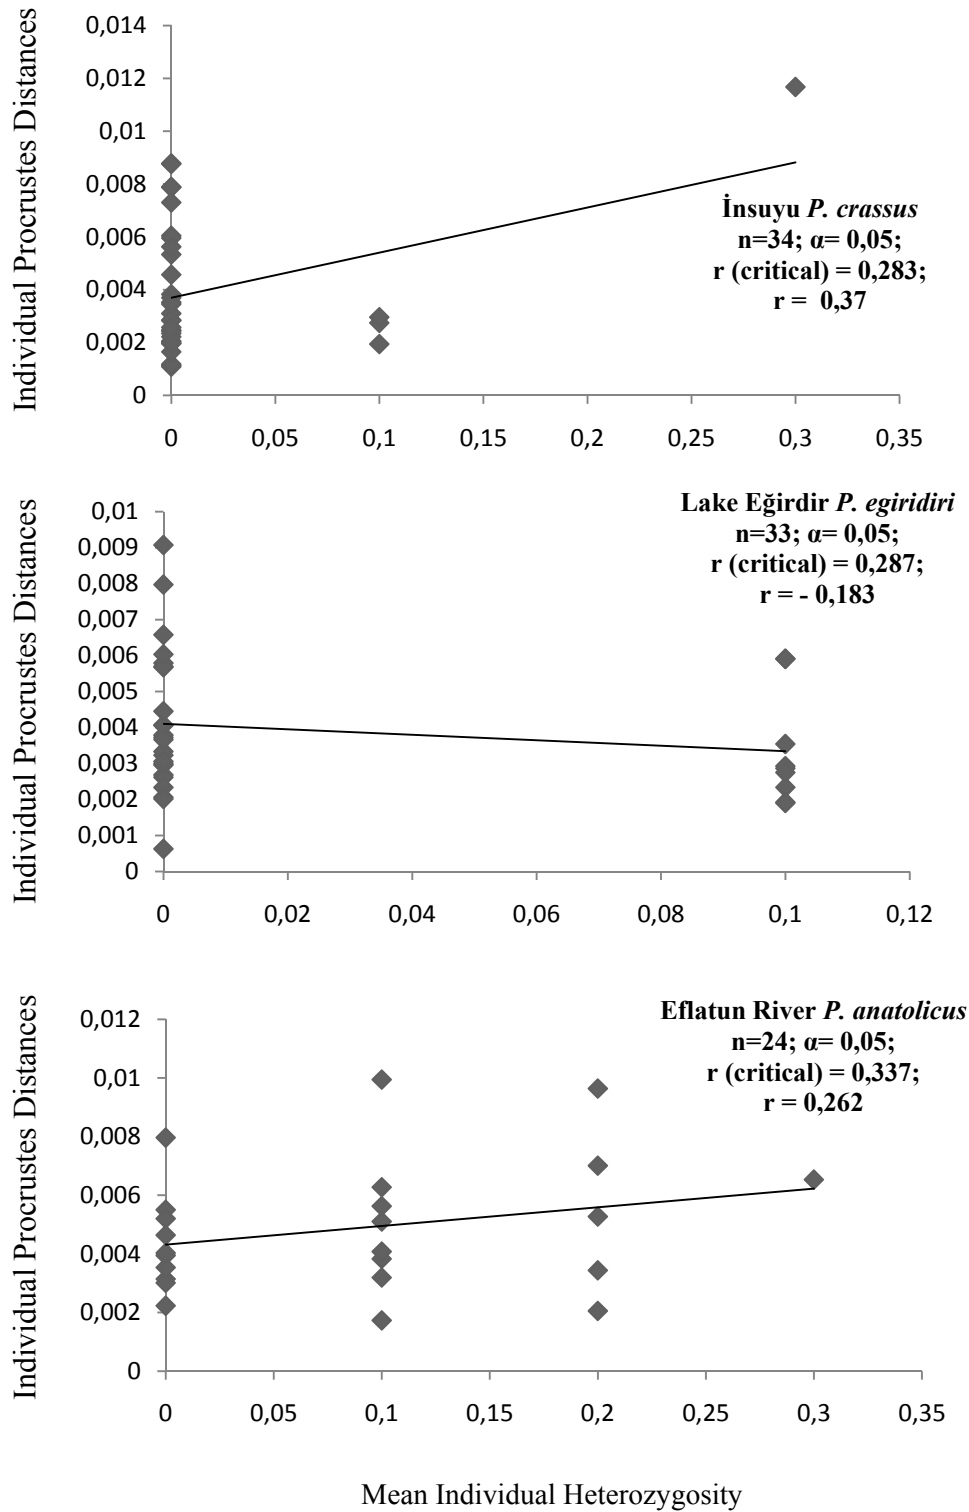 Individual Procrustes Distances
0,014
0,012
0,01
0,008
0,006
0,004
0,002
0
İnsuyu P. crassus
n=34; α= 0,05;
r (critical) = 0,283;
r = 0,37
0 0,05 0,1 0,15 0,2 0,25 0,3 0,35
Individual Procrustes Distances
Lake Eğirdir P. egiridiri
n=33; α= 0,05;
r (critical) = 0,287;
r = - 0,183
0,01
0,009
0,008
0,007
0,006
0,005
0,004
0,003
0,002
0,001
0
0 0,02 0,04 0,06 0,08 0,1 0,12
Individual Procrustes Distances
Eflatun River P. anatolicus
n=24; α= 0,05;
r (critical) = 0,337;
r = 0,262
0,012
0,01
0,008
0,006
0,004
0,002
0
0 0,05 0,1 0,15 0,2 0,25 0,3 0,35
Mean Individual Heterozygosity